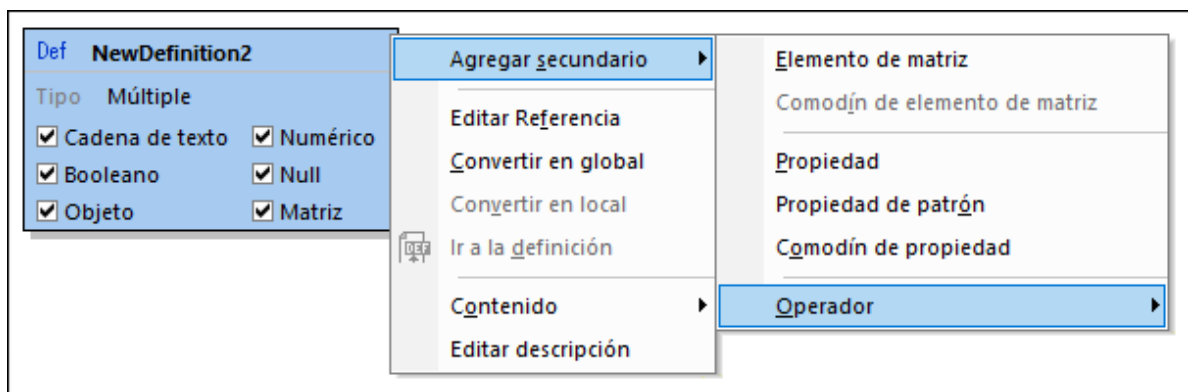 Def NewDefinition2
Tipo Múltiple
Cadena de texto Numérico
Booleano Null
Objeto Matriz
Agregar secundario
Editar Referencia
Convertir en global
Convertir en local
DEF Ir a la definición
Contenido
Editar descripción
Elemento de matriz
Comodín de elemento de matriz
Propiedad
Propiedad de patrón
Comodín de propiedad
Operador